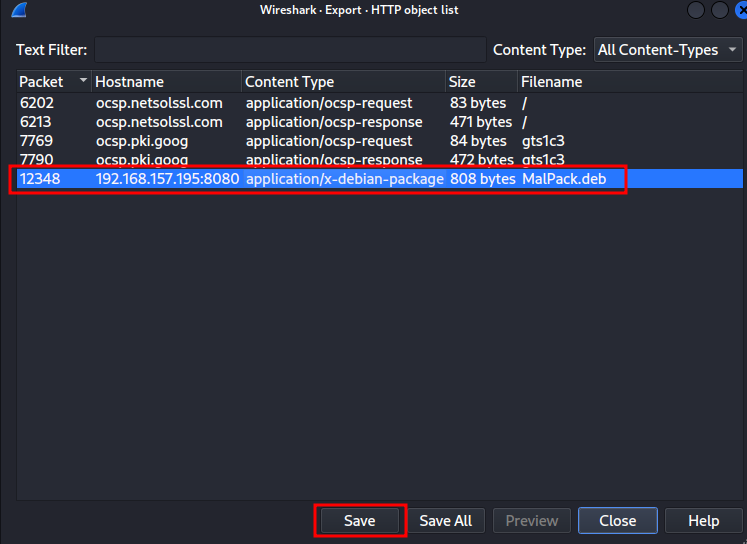 Wireshark · Export · HTTP object list
Text Filter: Content Type: All Content-Types
Packet Hostname Content Type Size Filename
6202 ocsp.netsolssl.com application/ocsp-request 83 bytes /
6213 ocsp.netsolssl.com application/ocsp-response 471 bytes /
7769 ocsp.pki.goog application/ocsp-request 84 bytes gts1c3
7790 ocsp.pki.goog application/ocsp-response 472 bytes gts1c3
12348 192.168.157.195:8080 application/x-debian-package 808 bytes MalPack.deb
Save Save All Preview Close Help